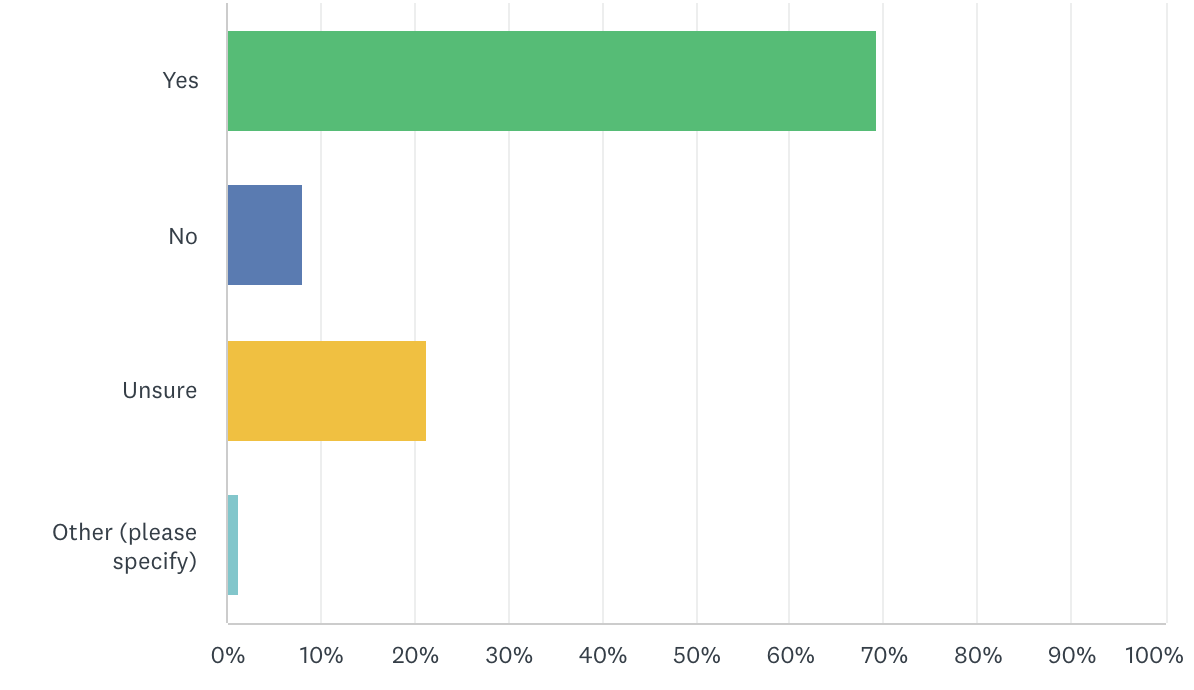 Yes
No
Unsure
Other (please
specify)
0% 10% 20% 30% 40% 50% 60% 70% 80% 90% 100%